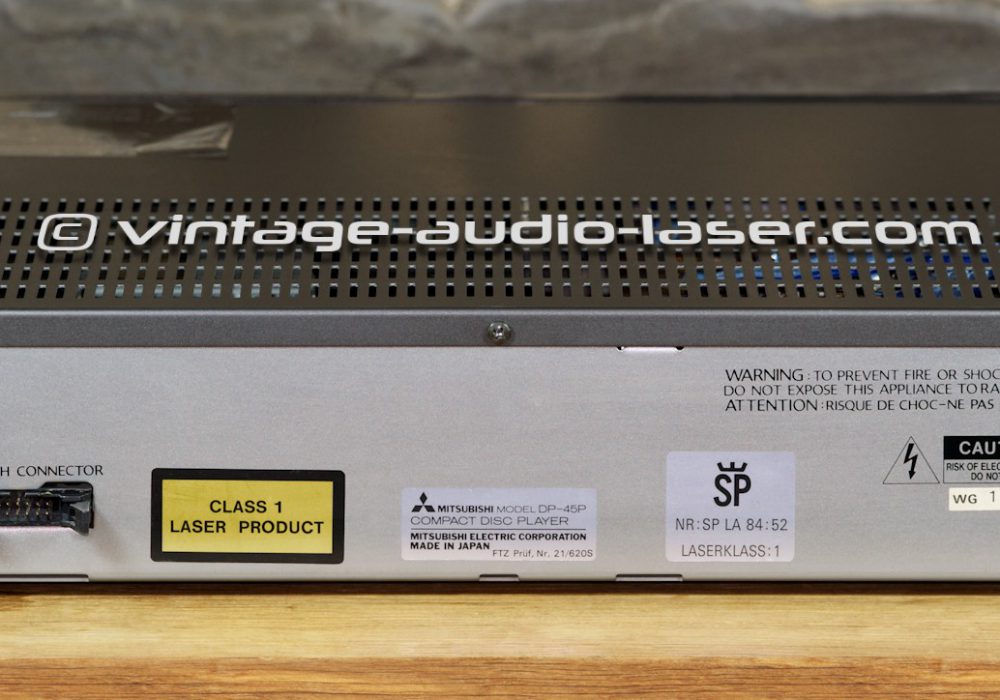 © vintage-audio-laser.com
WARNING : TO PREVENT FIRE OR SHOC
DO NOT EXPOSE THIS APPLIANCE TO RA
ATTENTION : RISQUE DE CHOC-NE PAS
H CONNECTOR
CLASS 1
LASER PRODUCT
MITSUBISHI MODEL DP-45P
COMPACT DISC PLAYER
MITSUBISHI ELECTRIC CORPORATION
MADE IN JAPAN
FTZ Prüf, Nr. 21/620S
SP
NR:SP LA 84:52
LASERKLASS:1
CAUT
RISK OF ELEC
DO NOT
WG 1